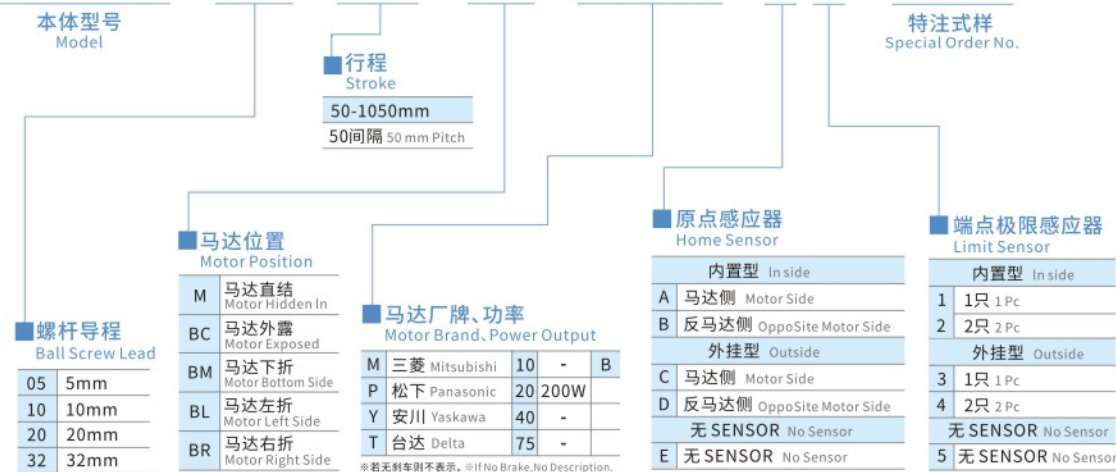 本体型号
Model
特注式样
Special Order No.
行程
Stroke
50-1050mm
50间隔 50 mm Pitch
马达位置
Motor Position
M 马达直结
Motor Hidden ln
BC 马达外露
Motor Exposed
BM 马达下折
Motor Bottom Side
BL 马达左折
Motor Left Side
BR 马达右折
Motor Right Side
螺杆导程
Ball Screw Lead
05 5mm
10 10mm
20 20mm
32 32mm
马达厂牌、功率
Motor Brand、Power Output
M 三菱 Mitsubishi 10 - B
P 松下 Panasonic 20 200W
Y 安川 Yaskawa 40 -
T 台达 Delta 75 -
※若无刹车则不表示。※If No Brake,No Description.
原点感应器
Home Sensor
内置型 ln side
A 马达侧 Motor Side
B 反马达侧 OppoSite Motor Side
外挂型 Outside
C 马达侧 Motor Side
D 反马达侧 OppoSite Motor Side
无 SENSOR No Sensor
E 无 SENSOR No Sensor
端点极限感应器
Limit Sensor
内置型 ln side
1 1只 1 Pc
2 2只 2 Pc
外挂型 Outside
3 1只 1 Pc
4 2只 2 Pc
无 SENSOR No Sensor
5 无 SENSOR No Sensor